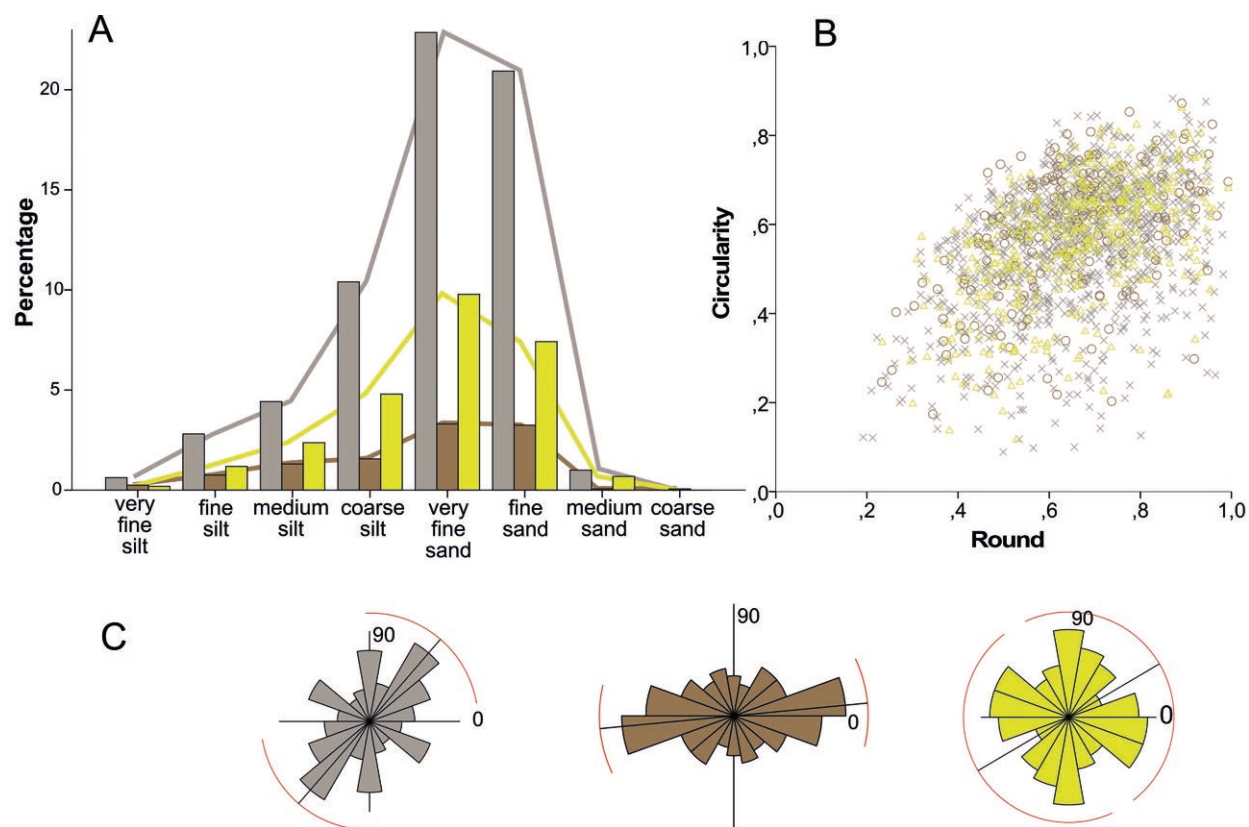 A
Percentage
20
15
10
5
0
very
fine
silt
fine
silt
medium
silt
coarse
silt
very
fine
sand
fine
sand
medium
sand
coarse
sand
B
Circularity
1,0
,8
,6
,4
,2
,0
,0
,2
,4
,6
,8
1,0
Round
C
90
0
90
0
90
0